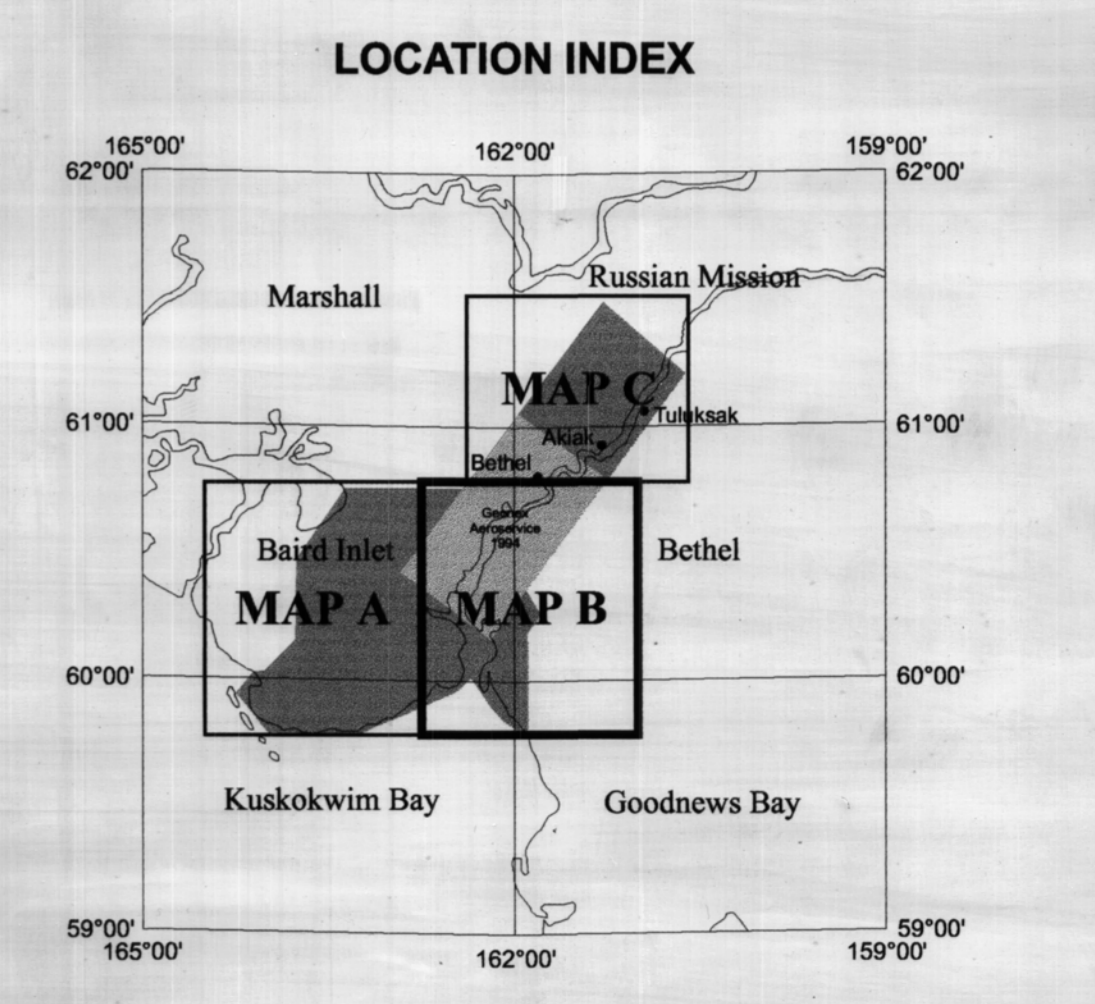 LOCATION INDEX
165°00' 162°00' 159°00'
62°00' 62°00'
Russian Mission
Marshall
MAP C
Tuluksak
61°00' 61°00'
Akiak
Bethel
Geonex
Aeroservice
1994
Baird Inlet Bethel
MAP A MAP B
60°00' 60°00'
Kuskokwim Bay Goodnews Bay
59°00' 59°00'
165°00' 162°00' 159°00'